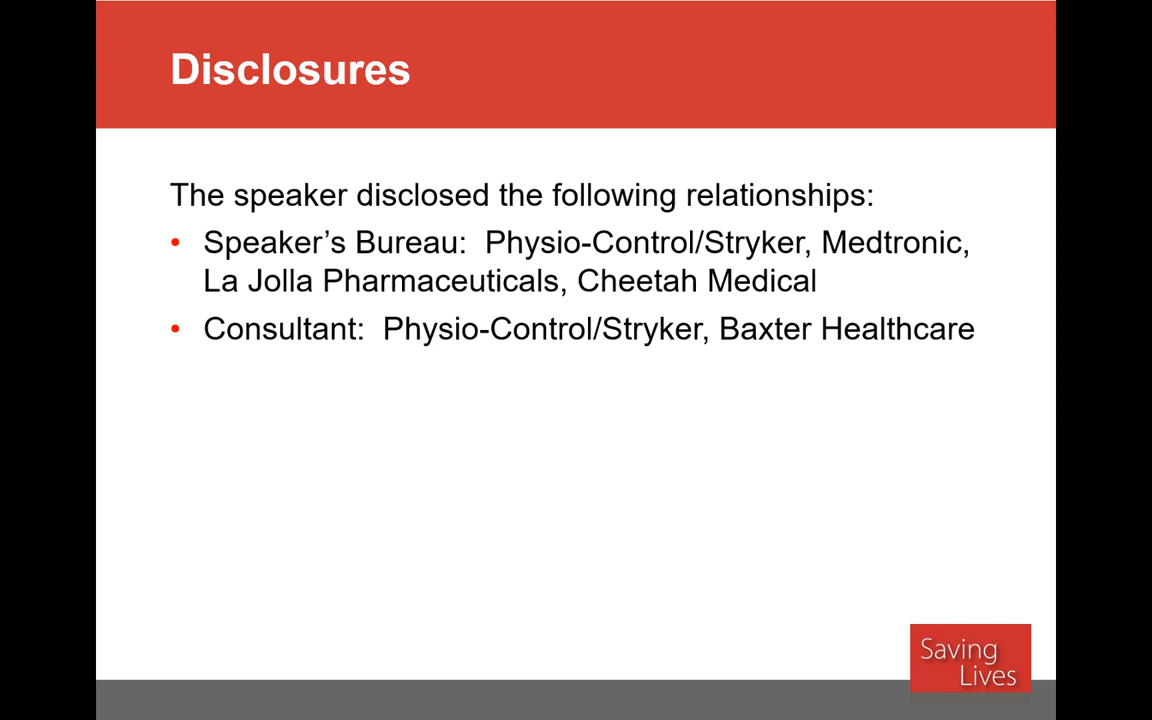 Disclosures
The speaker disclosed the following relationships:
• Speaker’s Bureau:  Physio-Control/Stryker, Medtronic,
La Jolla Pharmaceuticals, Cheetah Medical
• Consultant:  Physio-Control/Stryker, Baxter Healthcare
Saving
Lives